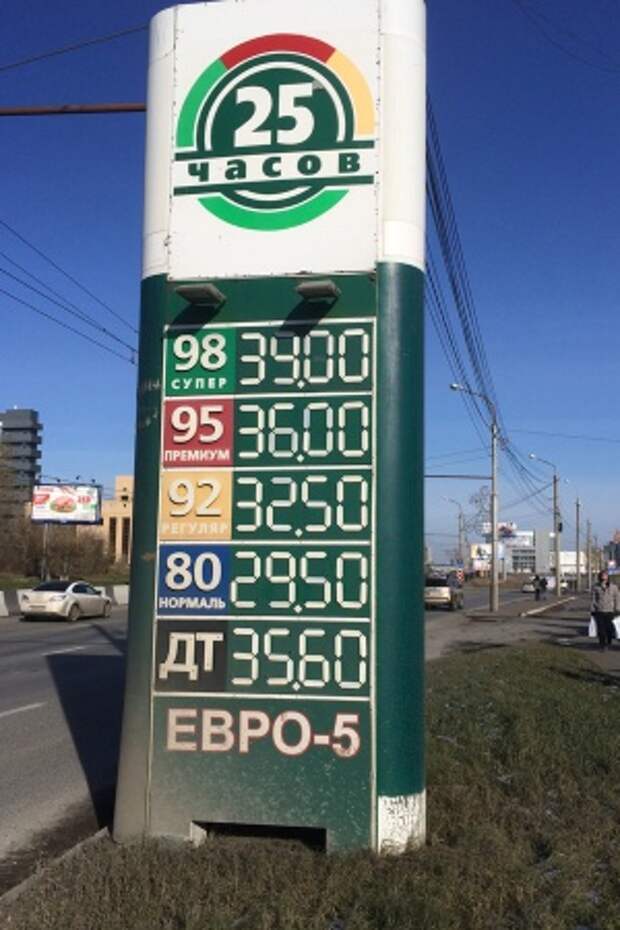 25
часов
98 СУПЕР 39.00
95 ПРЕМИУМ 36.00
92 РЕГУЛЯР 32.50
80 НОРМАЛЬ 29.50
ДТ 35.60
ЕВРО-5